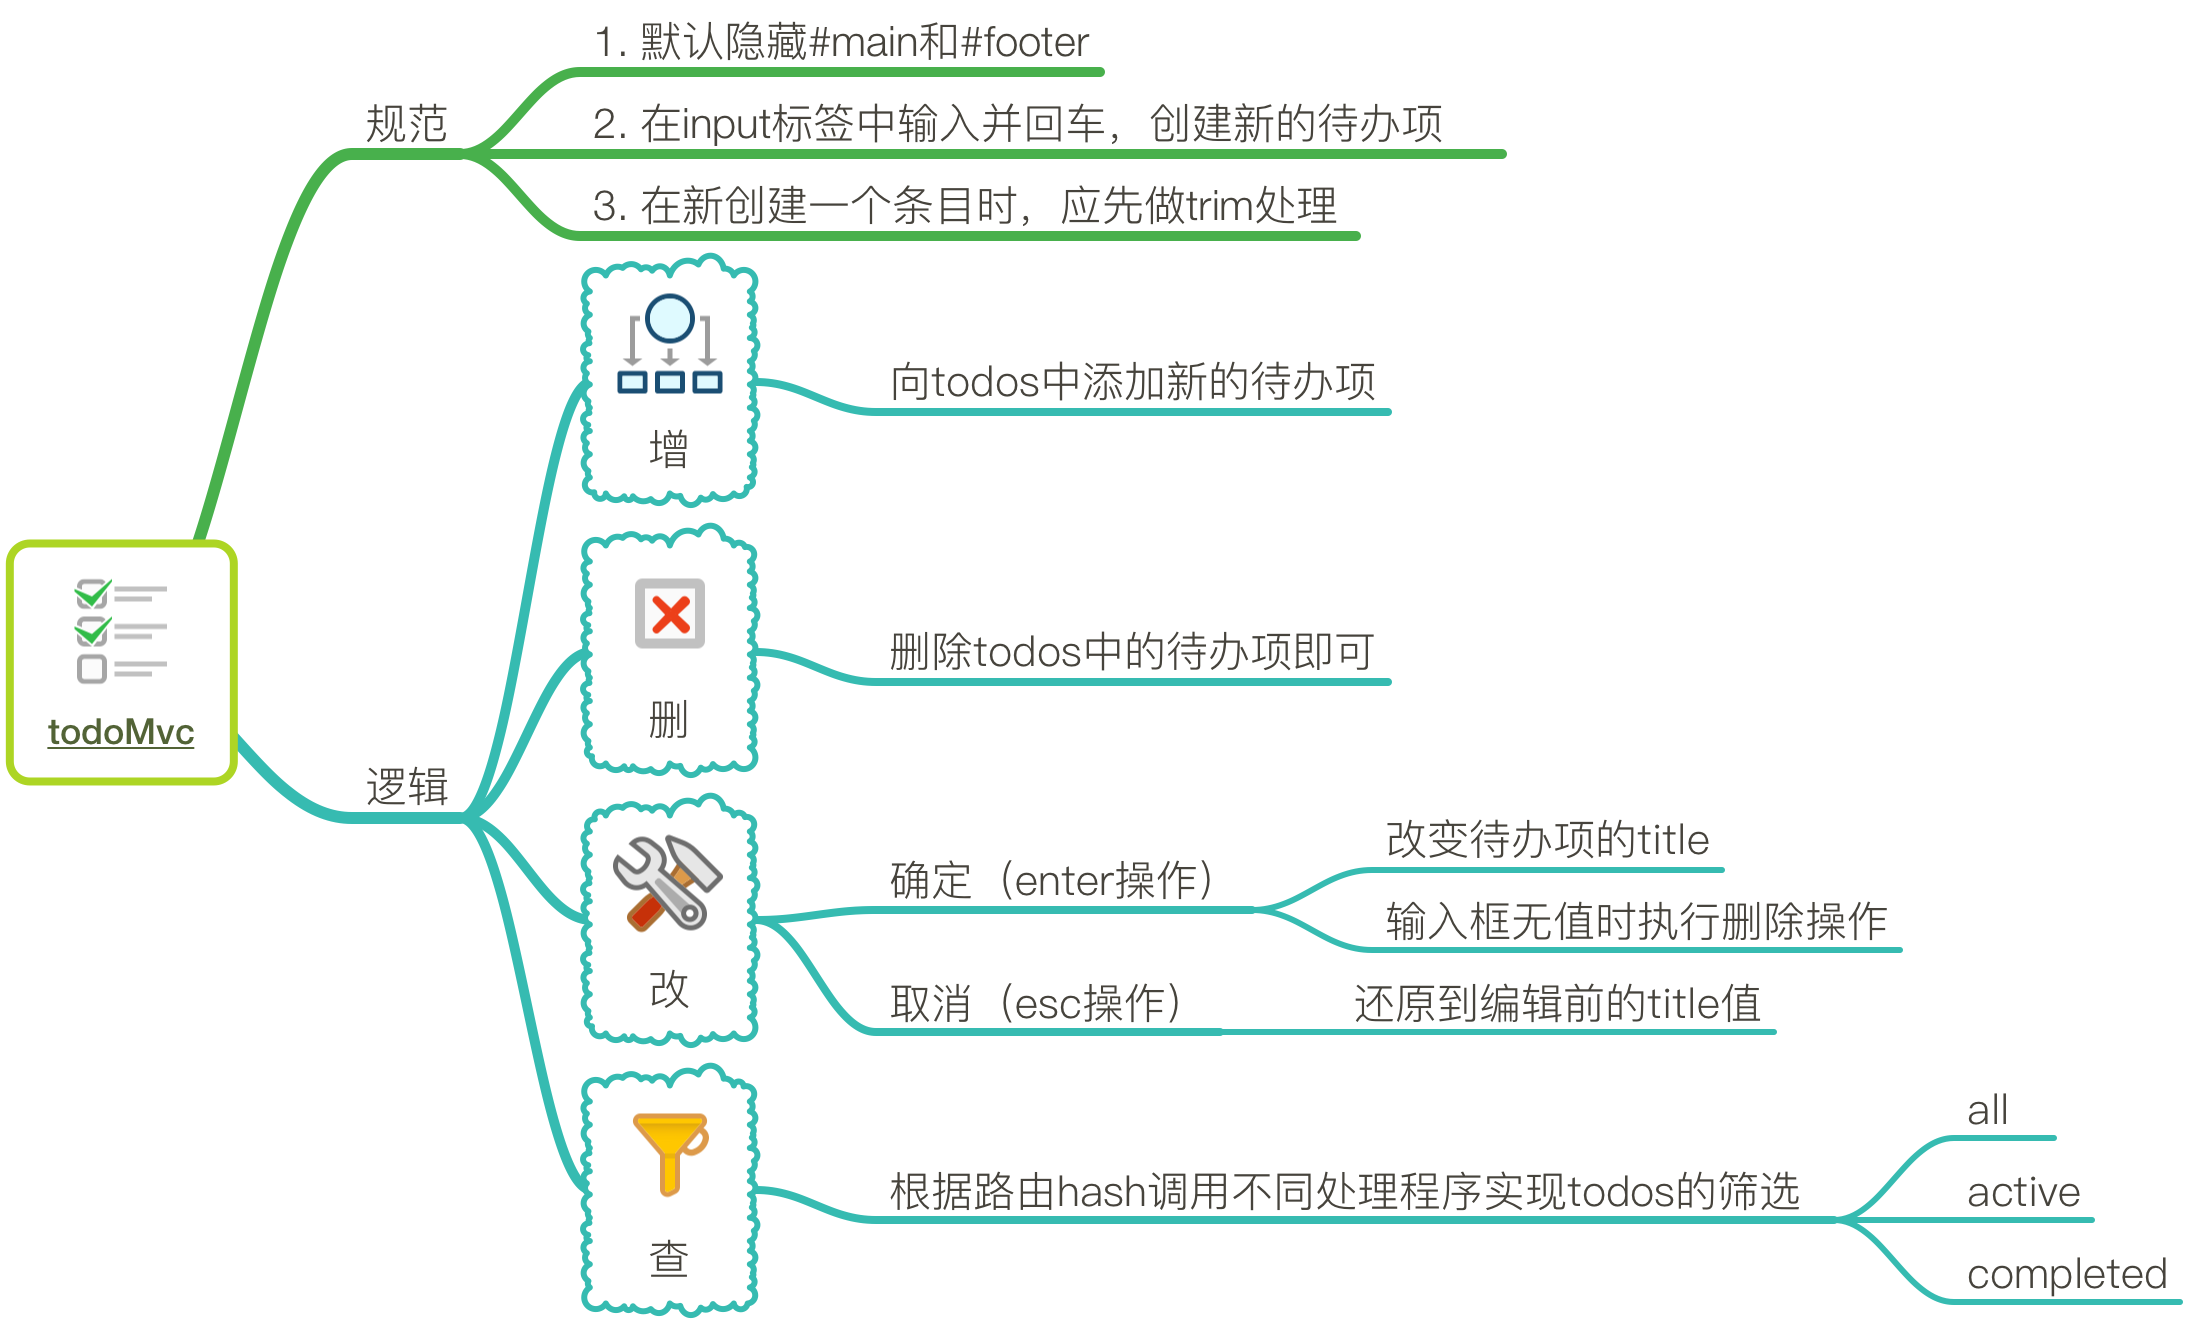 todoMvc
规范
1. 默认隐藏#main和#footer
2. 在input标签中输入并回车，创建新的待办项
3. 在新创建一个条目时，应先做trim处理
逻辑
增
向todos中添加新的待办项
删
删除todos中的待办项即可
改
确定（enter操作）
改变待办项的title
输入框无值时执行删除操作
取消（esc操作）
还原到编辑前的title值
查
根据路由hash调用不同处理程序实现todos的筛选
all
active
completed